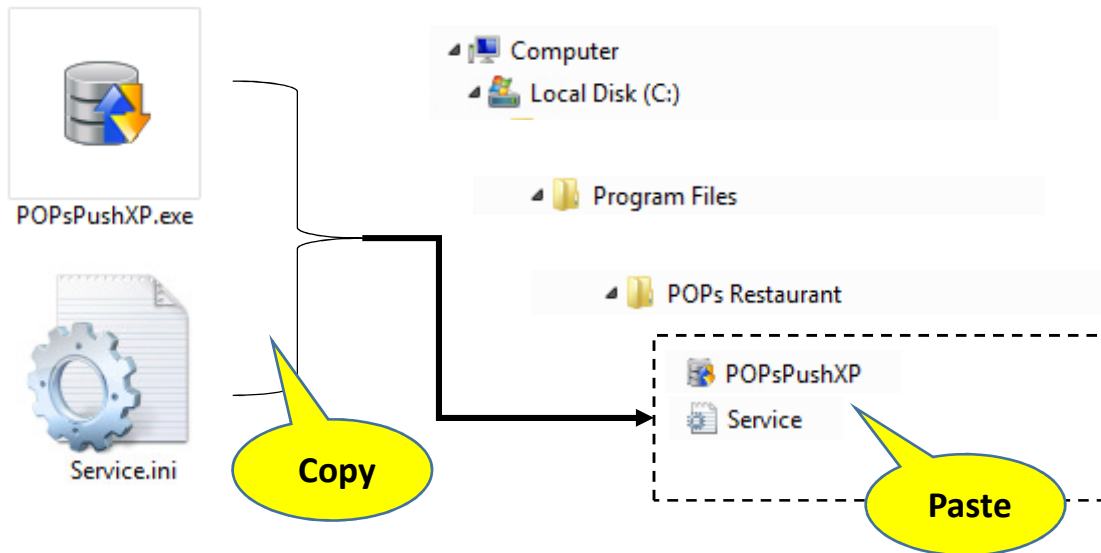 POPsPushXP.exe
Service.ini
Copy
Computer
Local Disk (C:)
Program Files
POPs Restaurant
POPsPushXP
Service
Paste